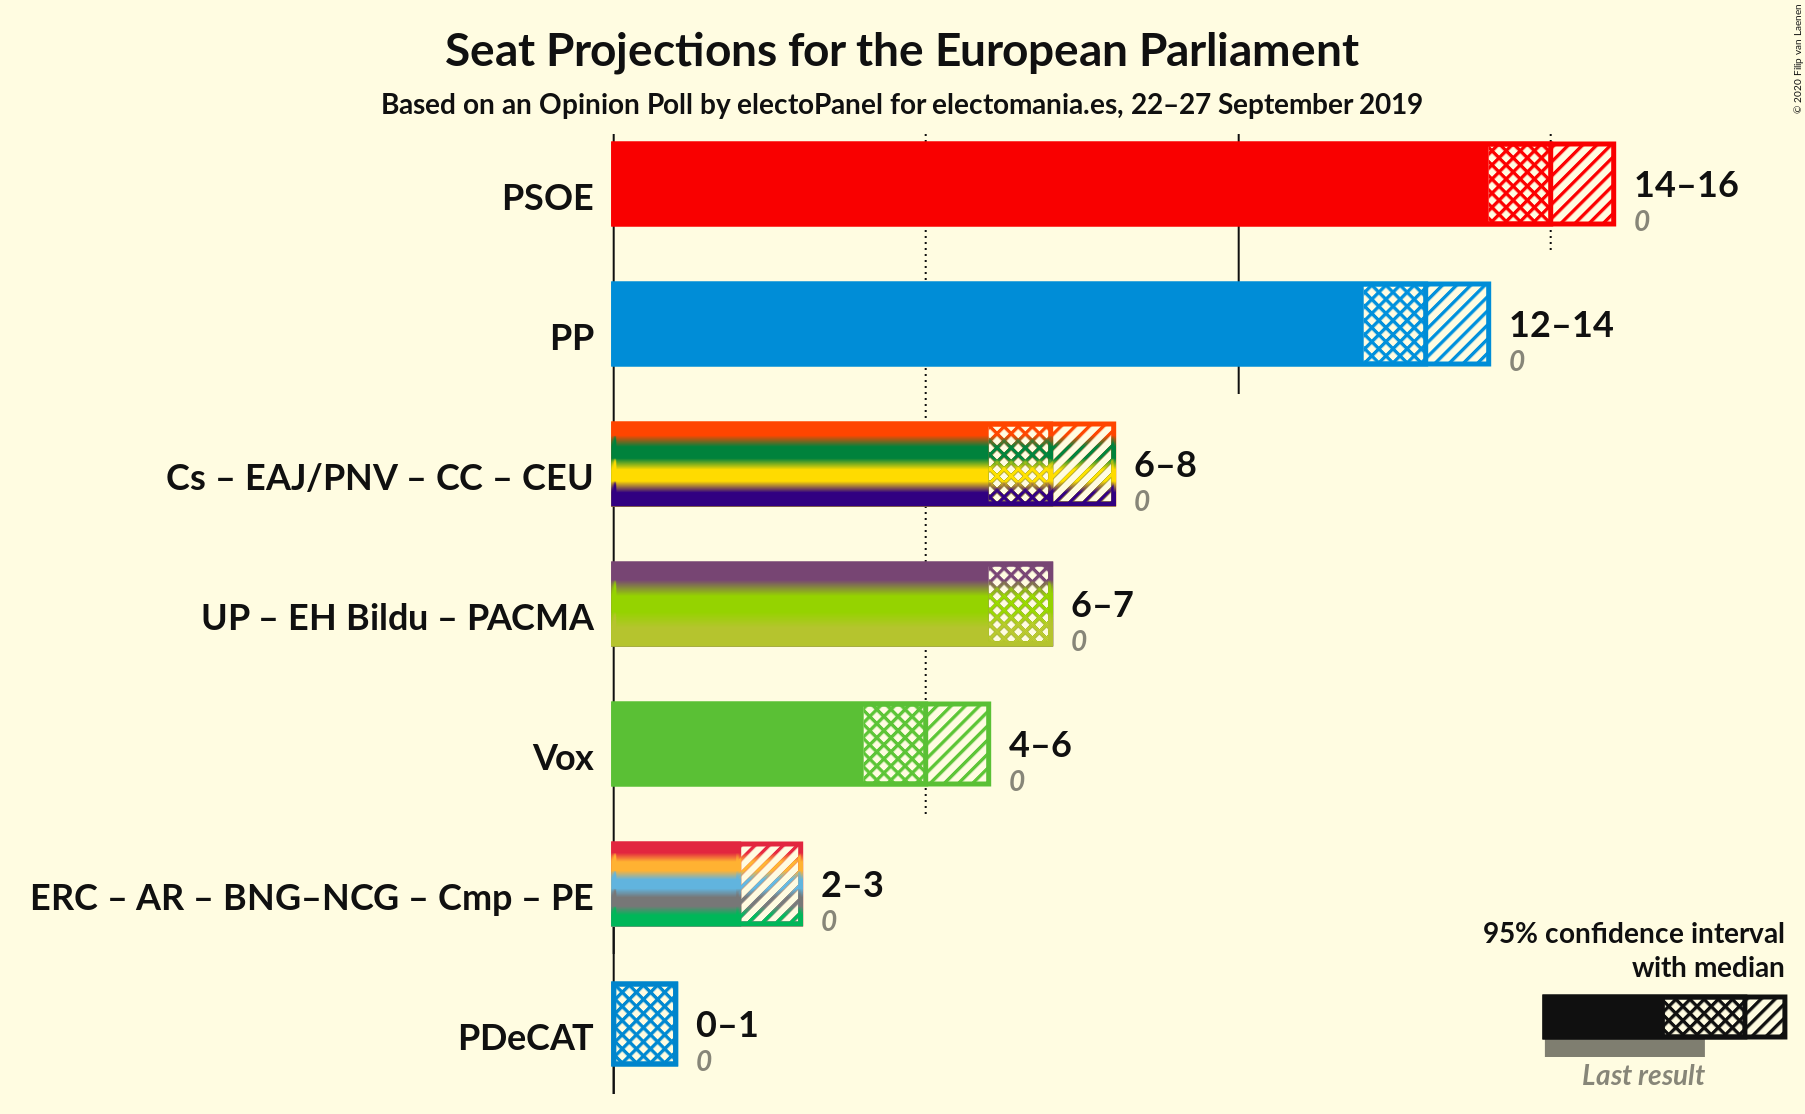 Seat Projections for the European Parliament
Based on an Opinion Poll by electoPanel for electomania.es, 22–27 September 2019
© 2020 Filip van Laenen
PSOE
14–16
0
PP
12–14
0
Cs – EAJ/PNV – CC – CEU
6–8
0
UP – EH Bildu – PACMA
6–7
0
Vox
4–6
0
ERC – AR – BNG–NCG – Cmp – PE
2–3
0
PDeCAT
0–1
0
95% confidence interval
with median
Last result